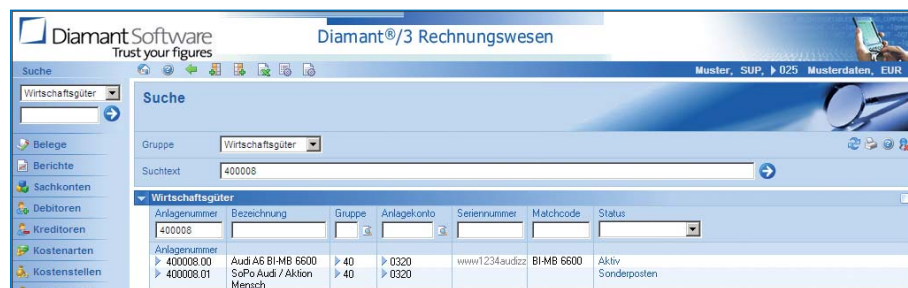 Diamant Software
Trust your figures
Diamant®/3 Rechnungswesen
Suche
Muster, SUP, 025 Musterdaten, EUR
Wirtschaftsgüter
Suche
Belege
Gruppe Wirtschaftsgüter
Berichte
Suchtext 400008
Sachkonten
Wirtschaftsgüter
Debitoren
Anlagenummer Bezeichnung Gruppe Anlagekonto Seriennummer Matchcode Status
Kreditoren
400008
Kostenarten
Anlagenummer
400008.00 Audi A6 BI-MB 6600 40 0320 www1234audizz BI-MB 6600 Aktiv
Kostenstellen
400008.01 SoPo Audi / Aktion Mensch 40 0320 Sonderposten